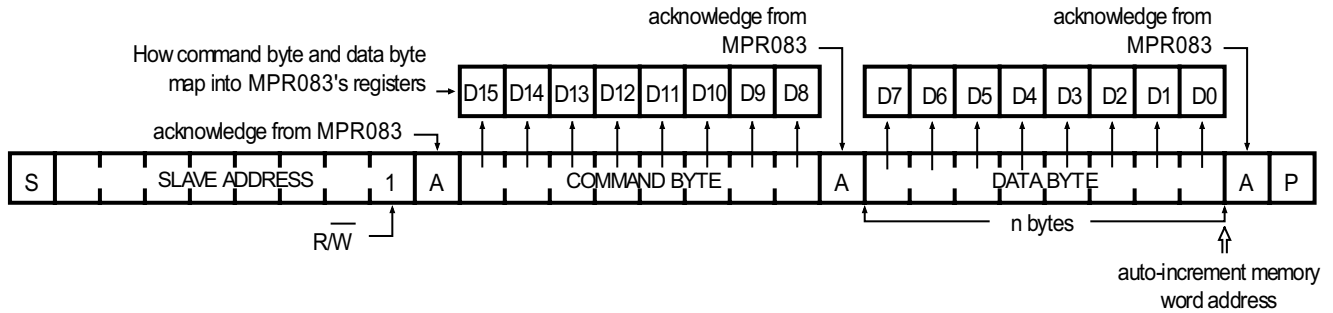 acknowledge from
MPR083
acknowledge from
MPR083
How command byte and data byte
map into MPR083's registers
D15 D14 D13 D12 D11 D10 D9 D8
D7 D6 D5 D4 D3 D2 D1 D0
acknowledge from MPR083
S SLAVE ADDRESS 1 A COMMAND BYTE A DATA BYTE A P
R/W̅
n bytes
auto-increment memory
word address